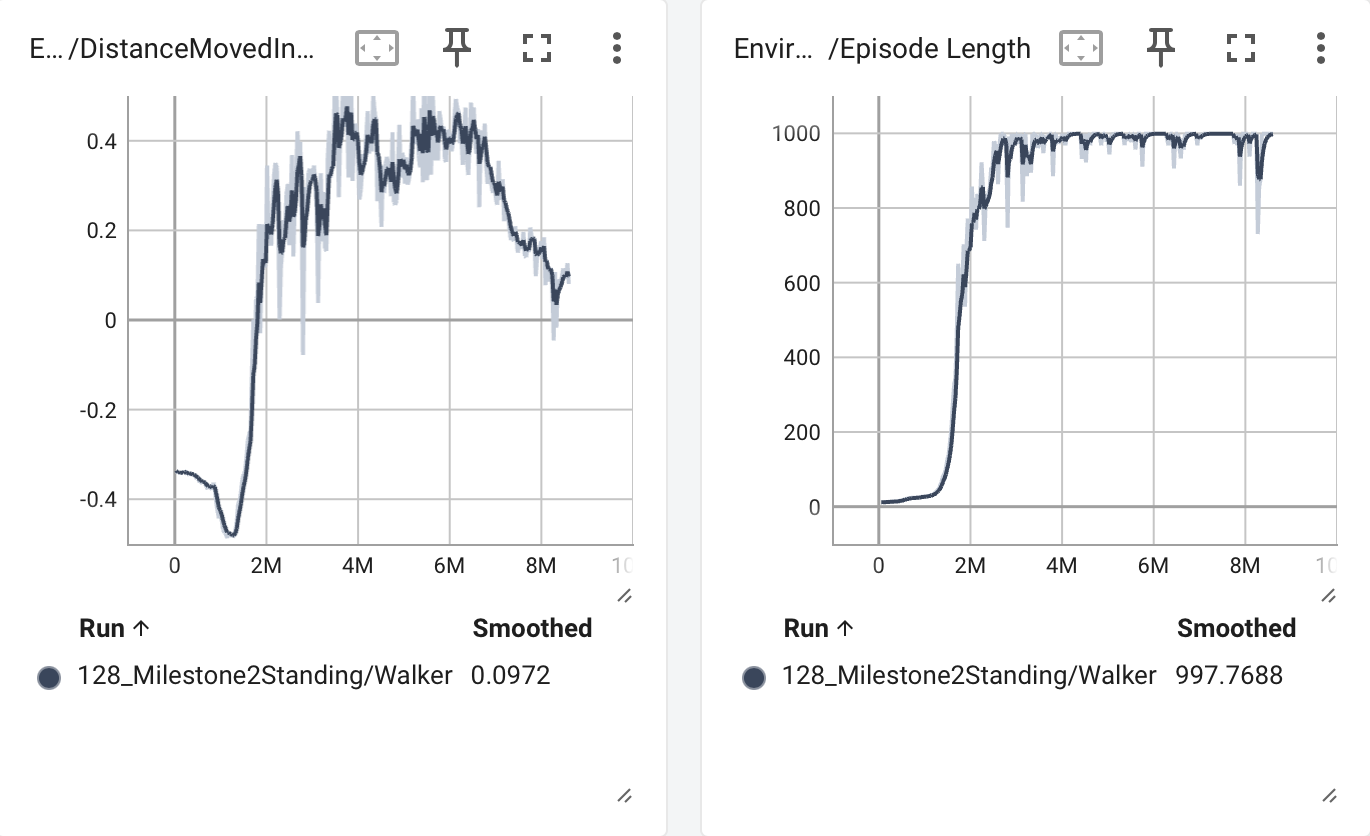 E... /DistanceMovedIn...
0.4
0.2
0
-0.2
-0.4
0 2M 4M 6M 8M 10
Run ↑ Smoothed
128_Milestone2Standing/Walker 0.0972
Envir... /Episode Length
1000
800
600
400
200
0
0 2M 4M 6M 8M 10
Run ↑ Smoothed
128_Milestone2Standing/Walker 997.7688